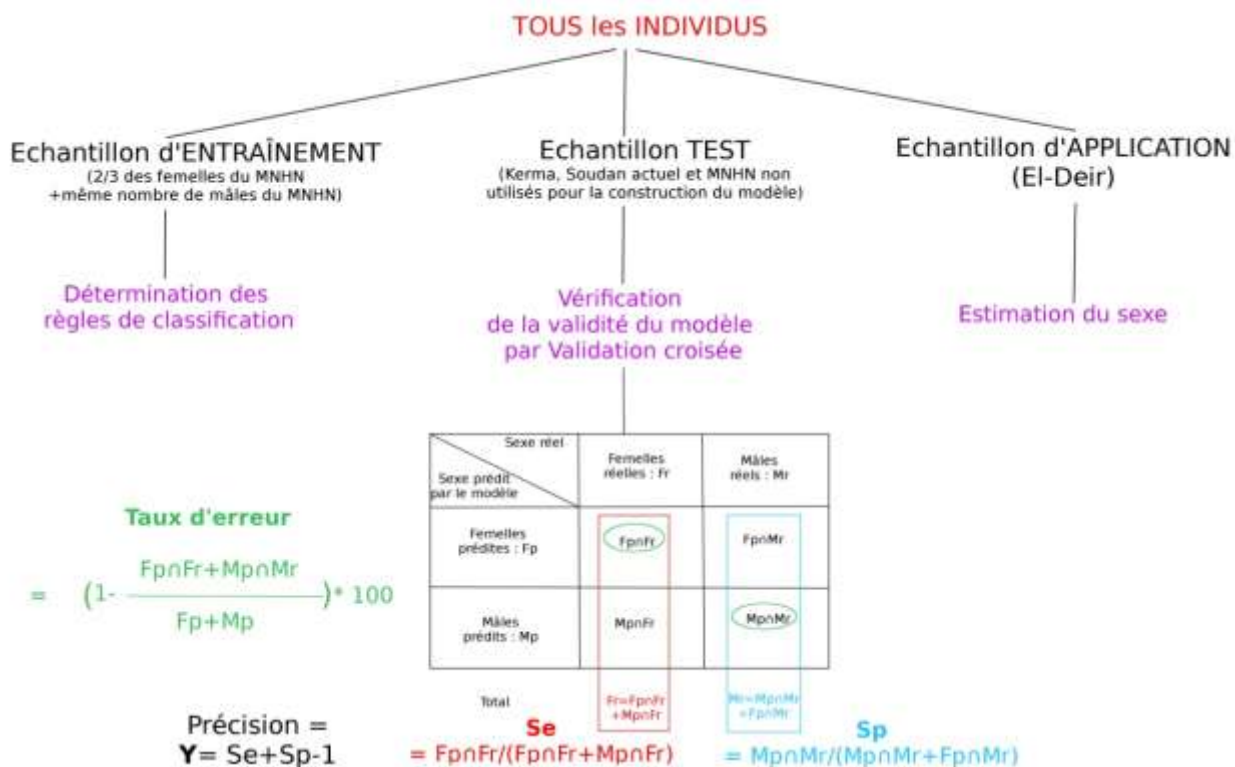 TOUS les INDIVIDUS
Echantillon d'ENTRAÎNEMENT
(2/3 des femelles du MNHN
+même nombre de mâles du MNHN)
Echantillon TEST
(Kerma, Soudan actuel et MNHN non
utilisés pour la construction du modèle)
Echantillon d'APPLICATION
(El-Deir)
Détermination des
règles de classification
Vérification
de la validité du modèle
par Validation croisée
Estimation du sexe
Sexe réel
Sexe prédit
par le modèle
Femelles
réelles : Fr
Mâles
réels : Mr
Femelles
prédites : Fp
Fp∩Fr
Fp∩Mr
Mâles
prédits : Mp
Mp∩Fr
Mp∩Mr
Total
Fr=Fp∩Fr
+Mp∩Fr
Mr=Mp∩Mr
+Fp∩Mr
Taux d'erreur
= (1- Fp∩Fr+Mp∩Mr )* 100
Fp+Mp
Précision =
Y= Se+Sp-1
Se
= Fp∩Fr/(Fp∩Fr+Mp∩Fr)
Sp
= Mp∩Mr/(Mp∩Mr+Fp∩Mr)